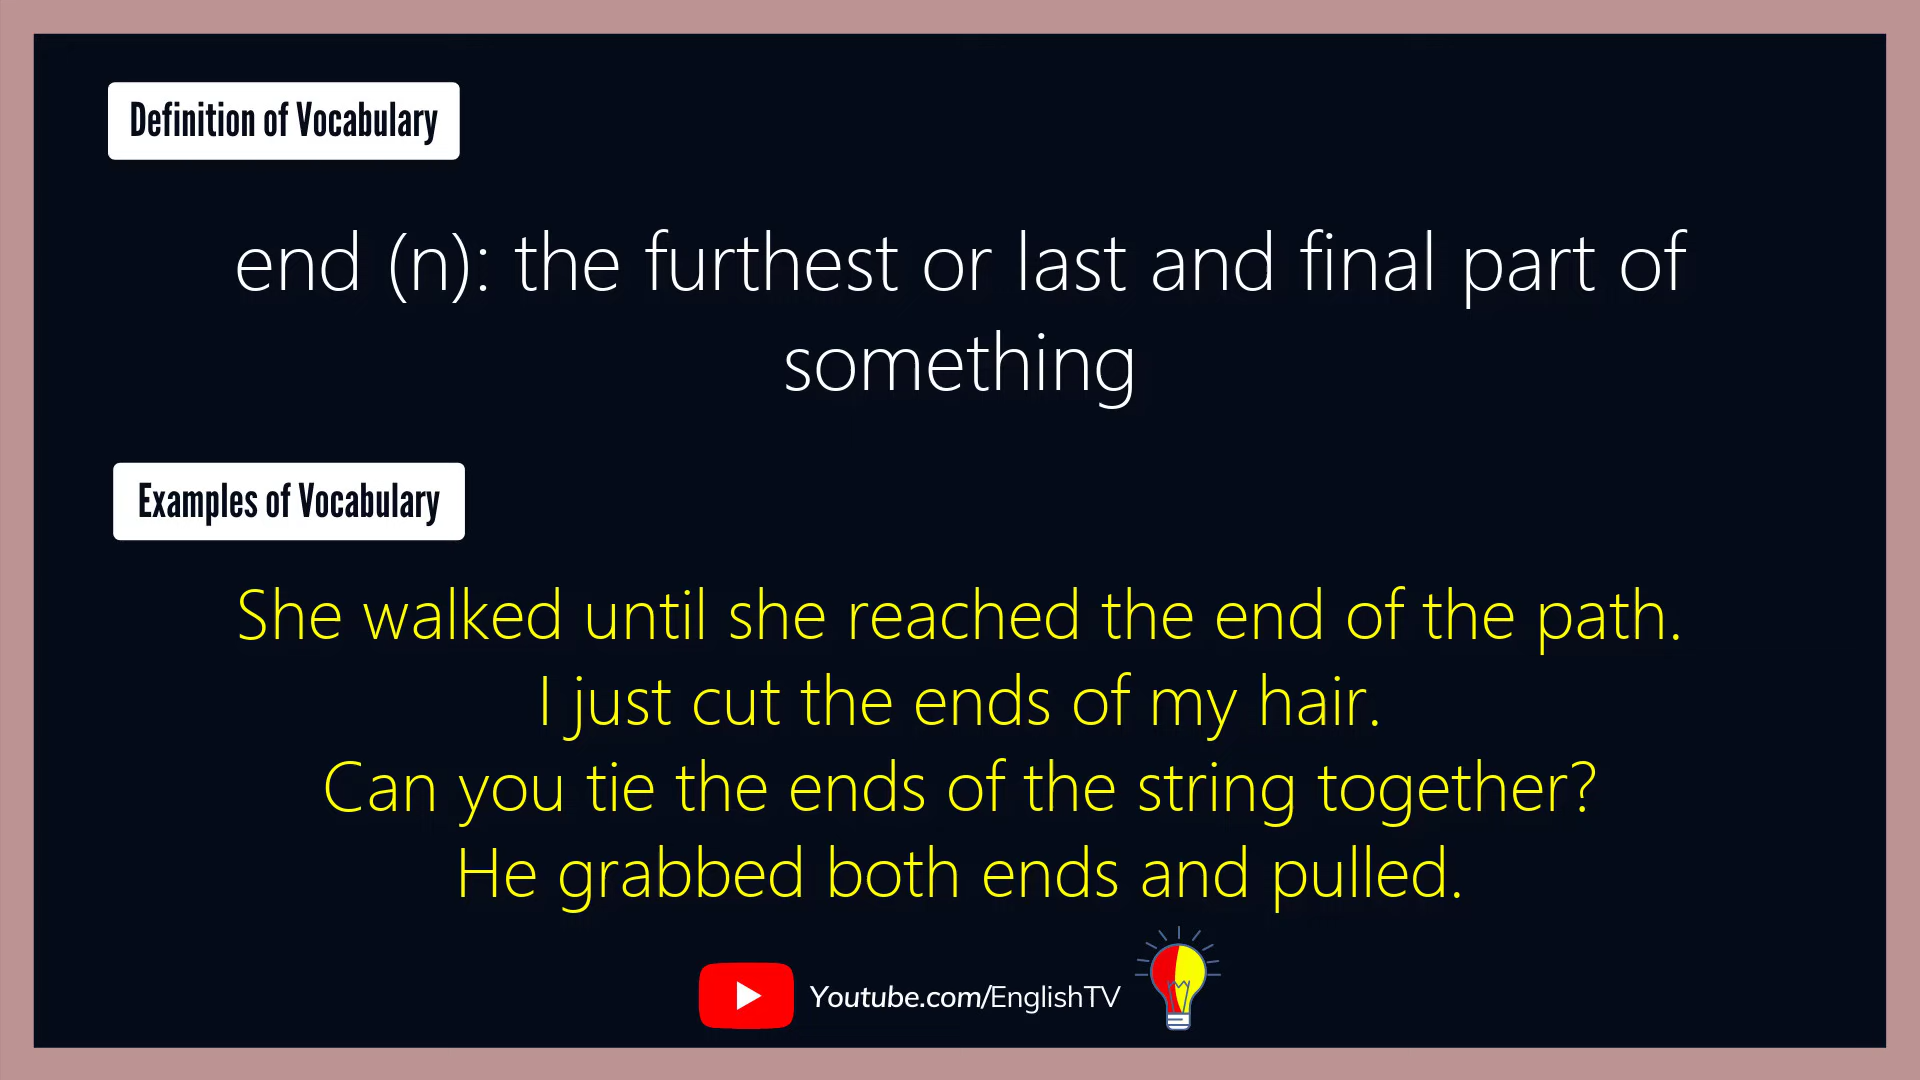 Definition of Vocabulary
end (n): the furthest or last and final part of
something
Examples of Vocabulary
She walked until she reached the end of the path.
I just cut the ends of my hair.
Can you tie the ends of the string together?
He grabbed both ends and pulled.
Youtube.com/EnglishTV